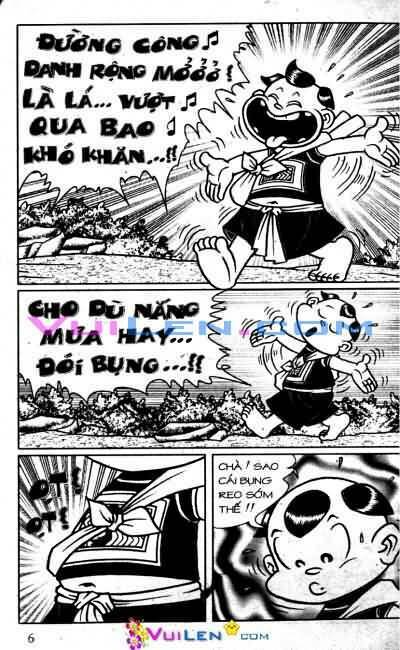 ĐƯỜNG CÔNG ♫
DANH RỘNG MỞỞỞ!
LÀ LÁ... VƯỢT ♪
QUA BAO ♪
KHÓ KHĂN...!!
CHO DÙ NẮNG
VUILEN.COM
MƯA HAY...
ĐÓI BỤNG...!!
ỌT!
ỌT!
CHÀ! SAO
CÁI BỤNG
REO SỚM
THẾ!!
6
VUILEN.COM